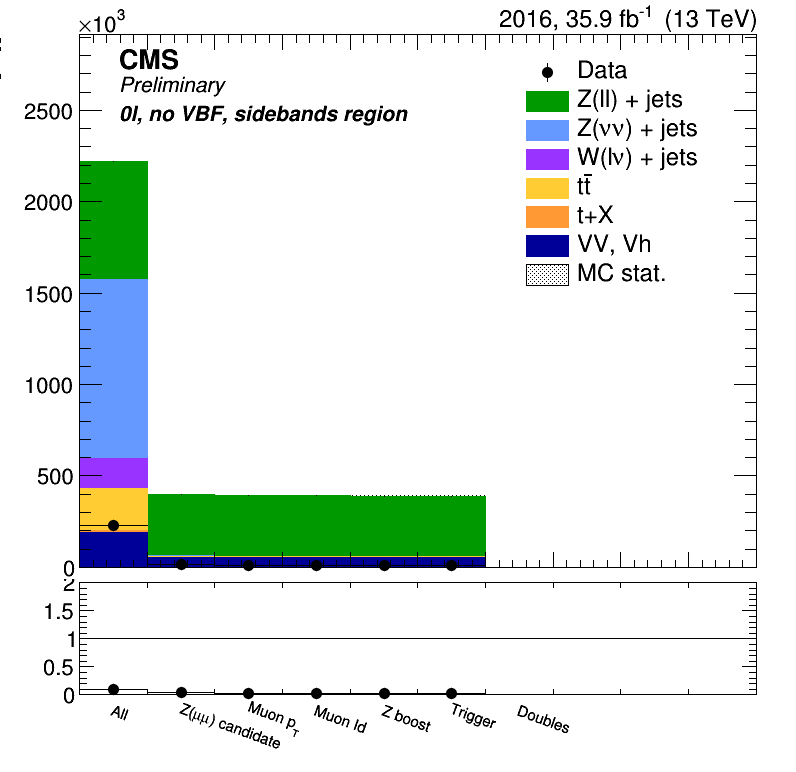 ×10³
2016, 35.9 fb⁻¹ (13 TeV)
CMS
Preliminary
0l, no VBF, sidebands region
Data
Z(ll) + jets
Z(νν) + jets
W(lν) + jets
tt̄
t+X
VV, Vh
MC stat.
2500
2000
1500
1000
500
0
2
1.5
1
0.5
0
All
Z(μμ) candidate
Muon p_T
Muon Id
Z boost
Trigger
Doubles